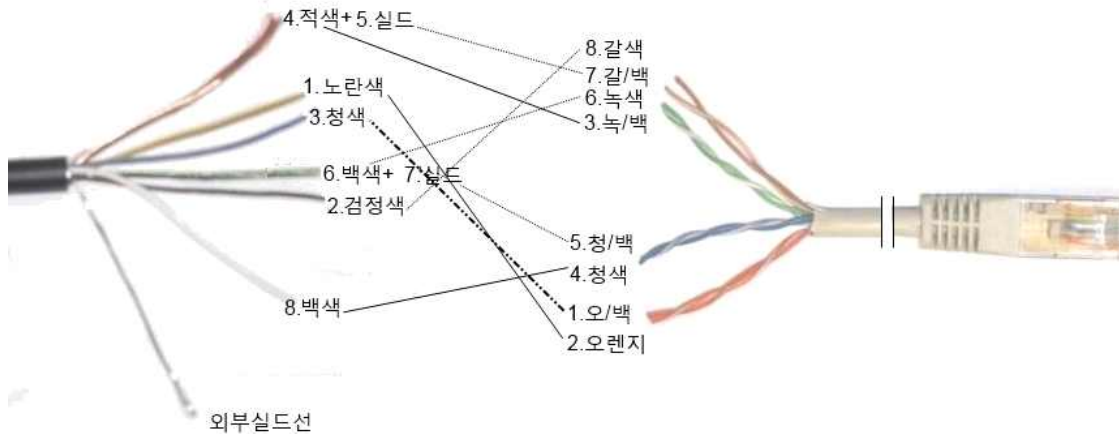 4.적색+ 5.실드
1.노란색
3.청색
6.백색+ 7.실드
2.검정색
8.백색
외부실드선
8.갈색
7.갈/백
6.녹색
3.녹/백
5.청/백
4.청색
1.오/백
2.오렌지